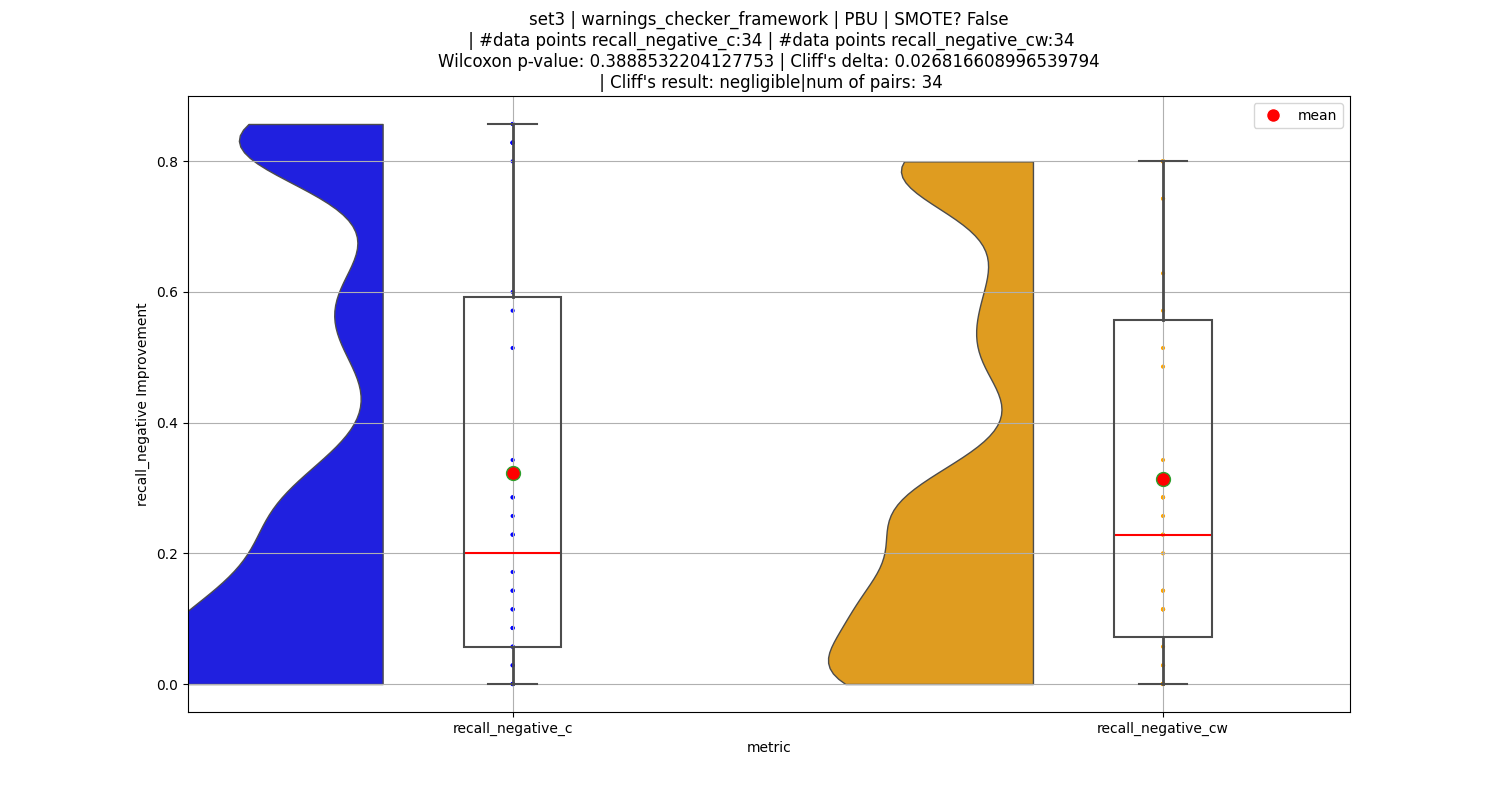 set3 | warnings_checker_framework | PBU | SMOTE? False
| #data points recall_negative_c:34 | #data points recall_negative_cw:34
Wilcoxon p-value: 0.3888532204127753 | Cliff's delta: 0.026816608996539794
| Cliff's result: negligible|num of pairs: 34
mean
0.8
0.6
0.4
0.2
0.0
recall_negative Improvement
recall_negative_c
recall_negative_cw
metric